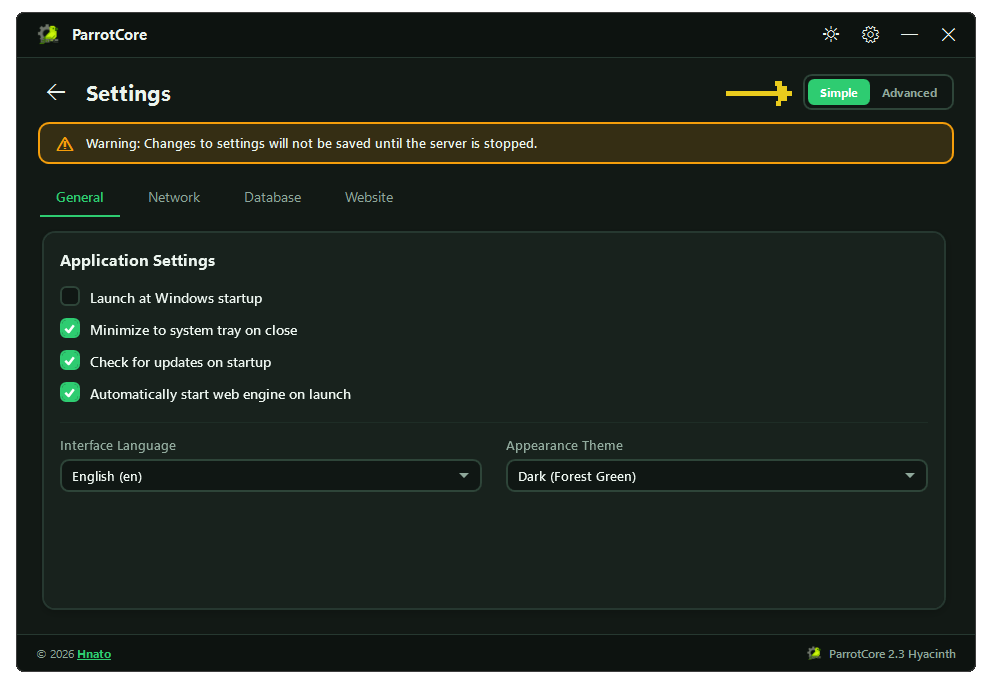 ParrotCore
Settings
Simple Advanced
Warning: Changes to settings will not be saved until the server is stopped.
General Network Database Website
Application Settings
Launch at Windows startup
Minimize to system tray on close
Check for updates on startup
Automatically start web engine on launch
Interface Language Appearance Theme
English (en) Dark (Forest Green)
© 2026 Hnato ParrotCore 2.3 Hyacinth